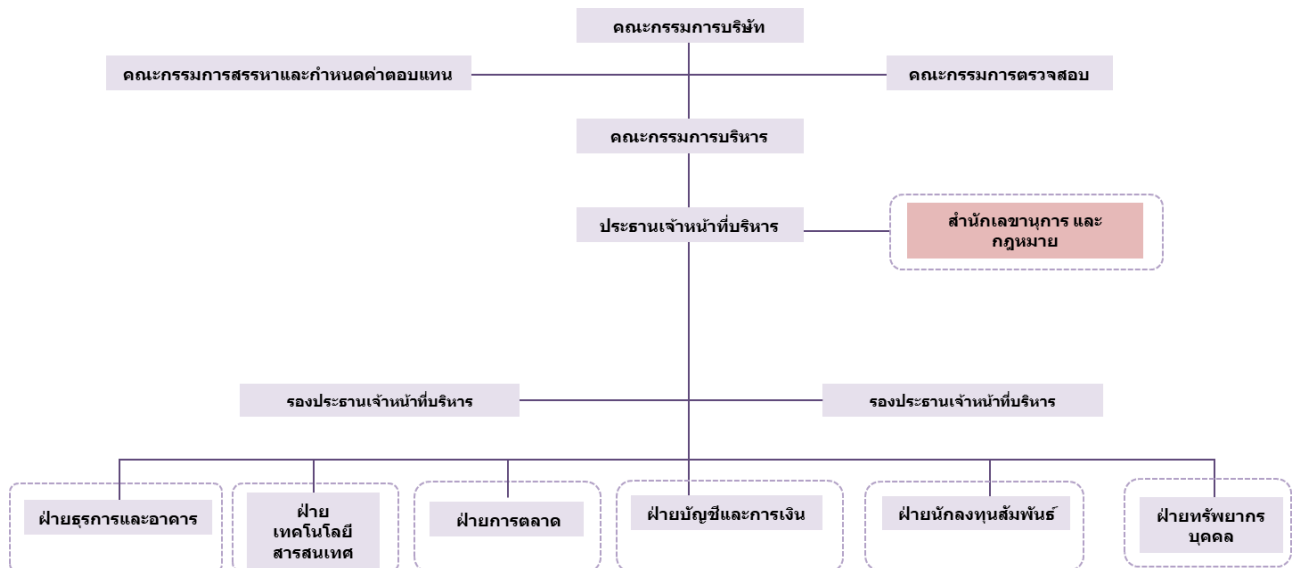 คณะกรรมการบริษัท
คณะกรรมการสรรหาและกำหนดค่าตอบแทน
คณะกรรมการตรวจสอบ
คณะกรรมการบริหาร
ประธานเจ้าหน้าที่บริหาร
สำนักเลขานุการ และ
กฎหมาย
รองประธานเจ้าหน้าที่บริหาร
รองประธานเจ้าหน้าที่บริหาร
ฝ่ายธุรการและอาคาร
ฝ่าย
เทคโนโลยี
สารสนเทศ
ฝ่ายการตลาด
ฝ่ายบัญชีและการเงิน
ฝ่ายนักลงทุนสัมพันธ์
ฝ่ายทรัพยากร
บุคคล